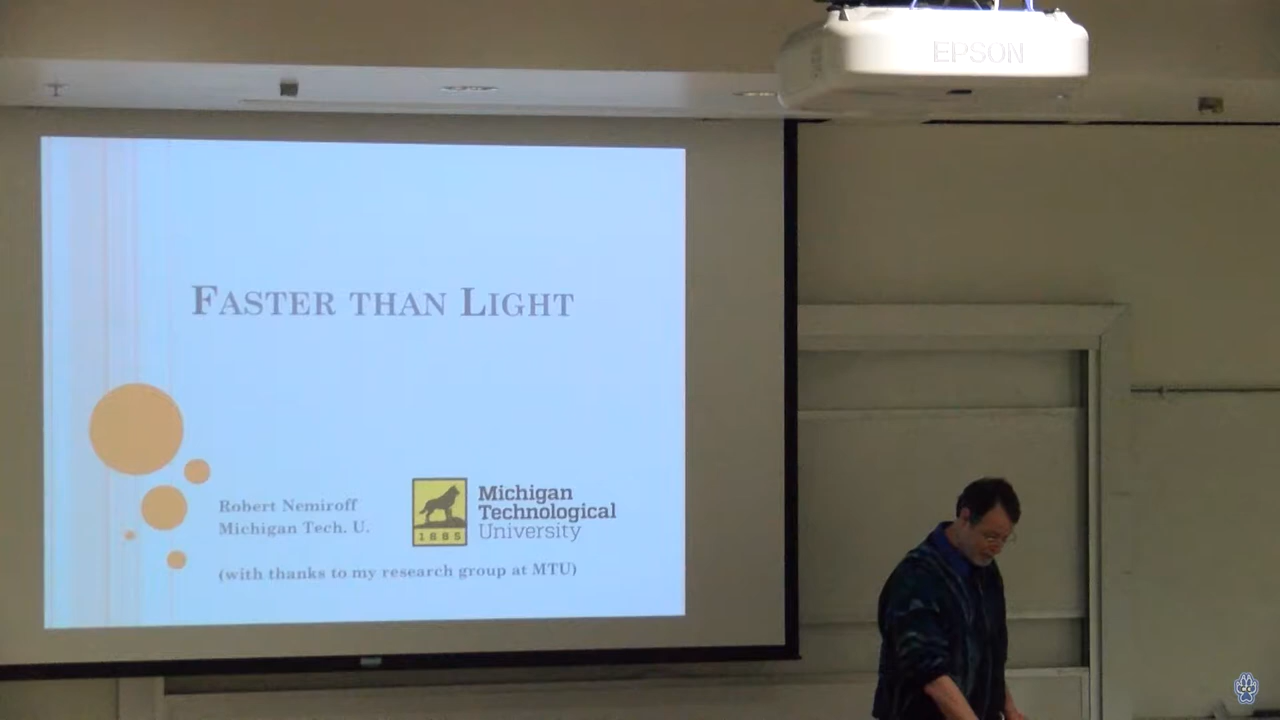 EPSON
FASTER THAN LIGHT
Robert Nemiroff
Michigan Tech. U.
1885
Michigan
Technological
University
(with thanks to my research group at MTU)